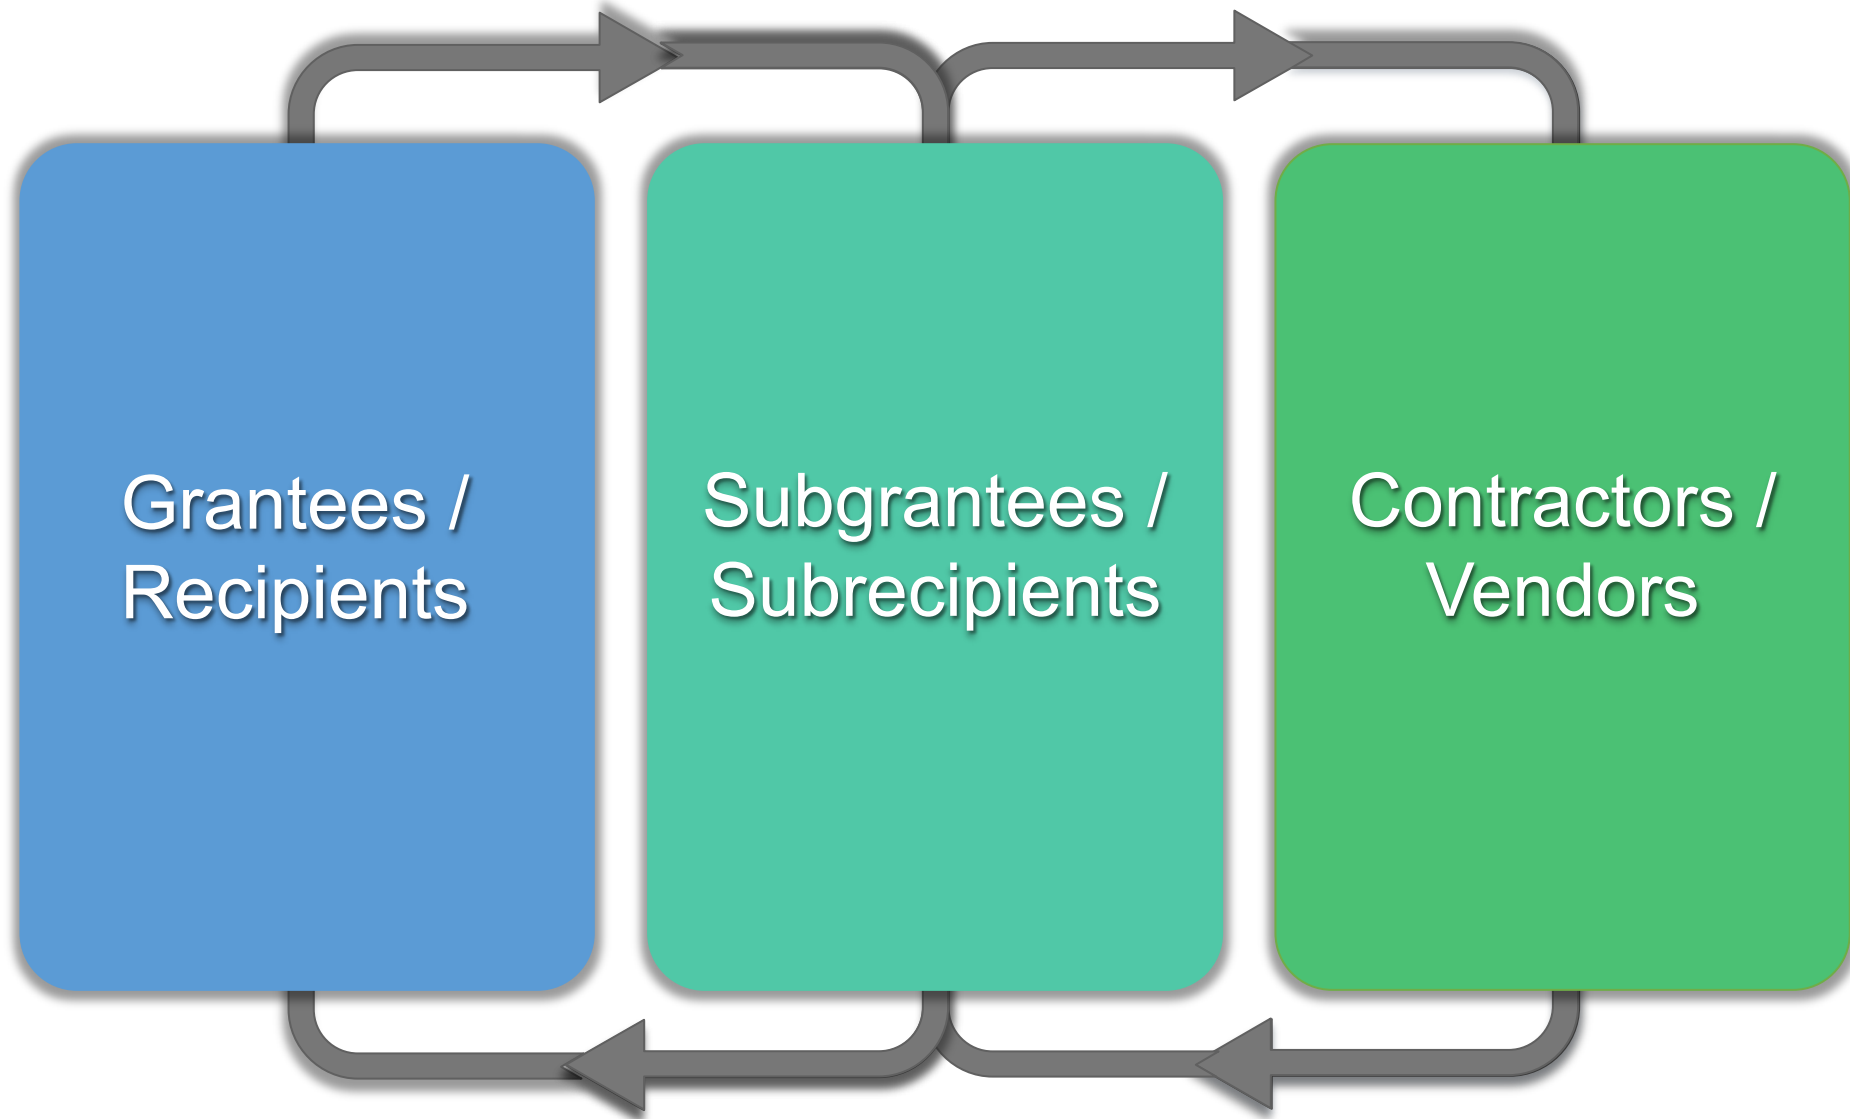 Grantees /
Recipients
Subgrantees /
Subrecipients
Contractors /
Vendors